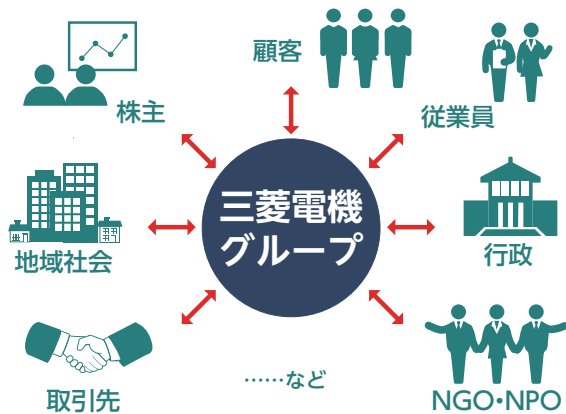 顧客
株主
従業員
三菱電機
グループ
地域社会
行政
取引先
……など
NGO・NPO